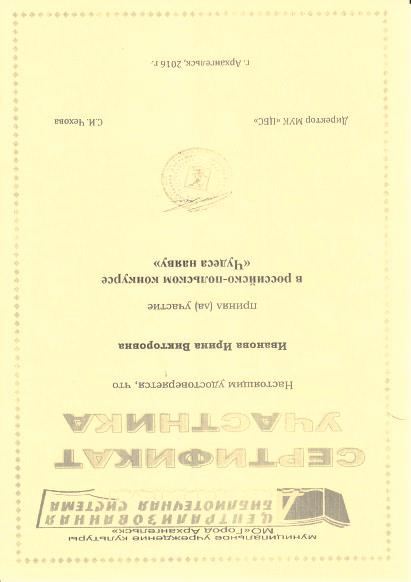 муниципальное учреждение культуры
МО «Город Архангельск»
ЦЕНТРАЛИЗОВАННАЯ
БИБЛИОТЕЧНАЯ СИСТЕМА
СЕРТИФИКАТ
УЧАСТНИКА
Настоящим удостоверяется, что
Иванова Ирина Викторовна
принял (ла) участие
в российско-польском конкурсе
«Чудеса наяву»
Директор МУК «ЦБС» С.И. Чехова
г. Архангельск, 2016 г.